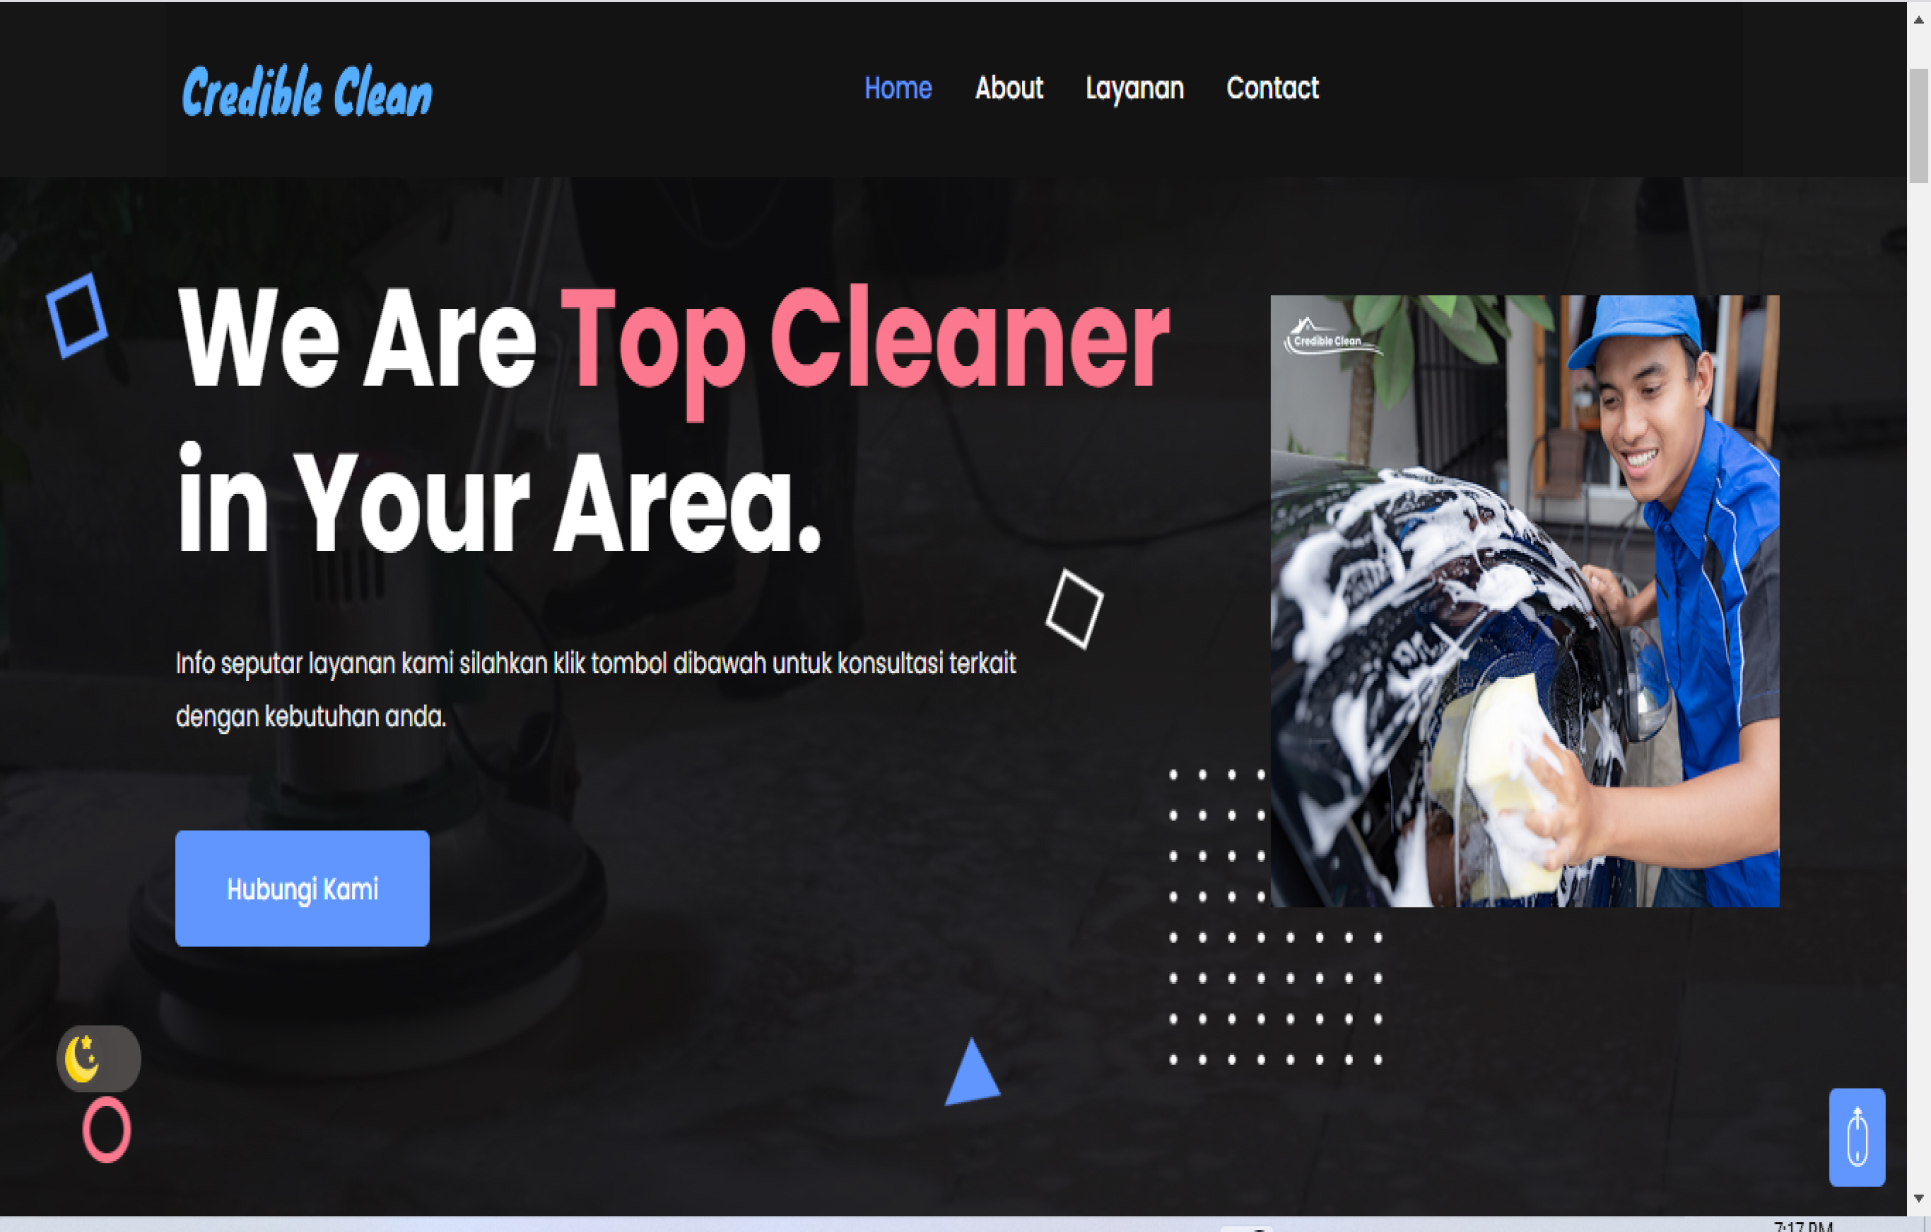 Credible Clean
Home About Layanan Contact
We Are Top Cleaner
in Your Area.
Credible Clean
Info seputar layanan kami silahkan klik tombol dibawah untuk konsultasi terkait
dengan kebutuhan anda.
Hubungi Kami
7:17 PM